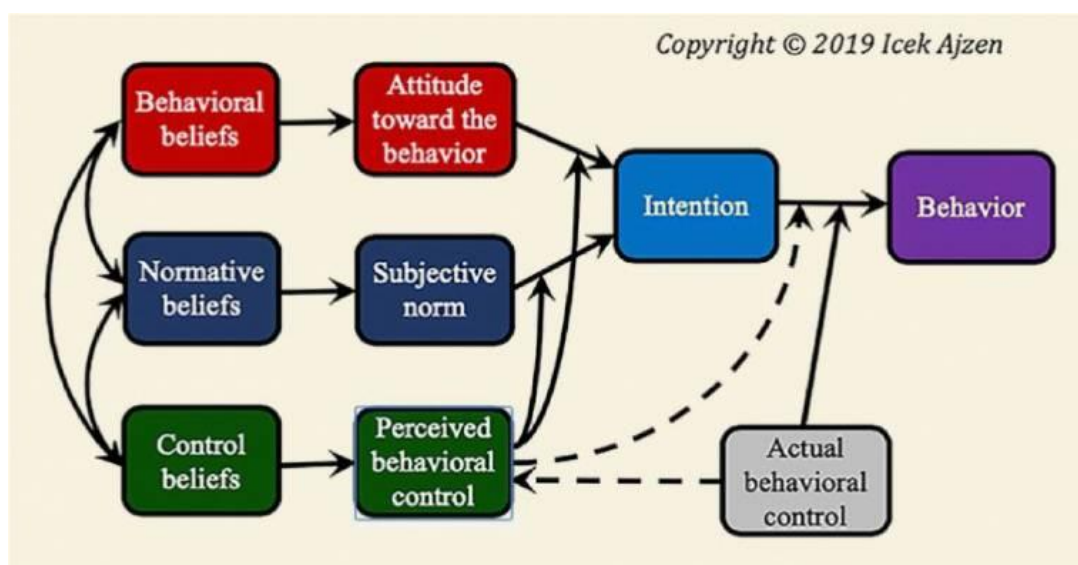 Copyright © 2019 Icek Ajzen
Behavioral
beliefs
Attitude
toward the
behavior
Intention
Behavior
Normative
beliefs
Subjective
norm
Control
beliefs
Perceived
behavioral
control
Actual
behavioral
control